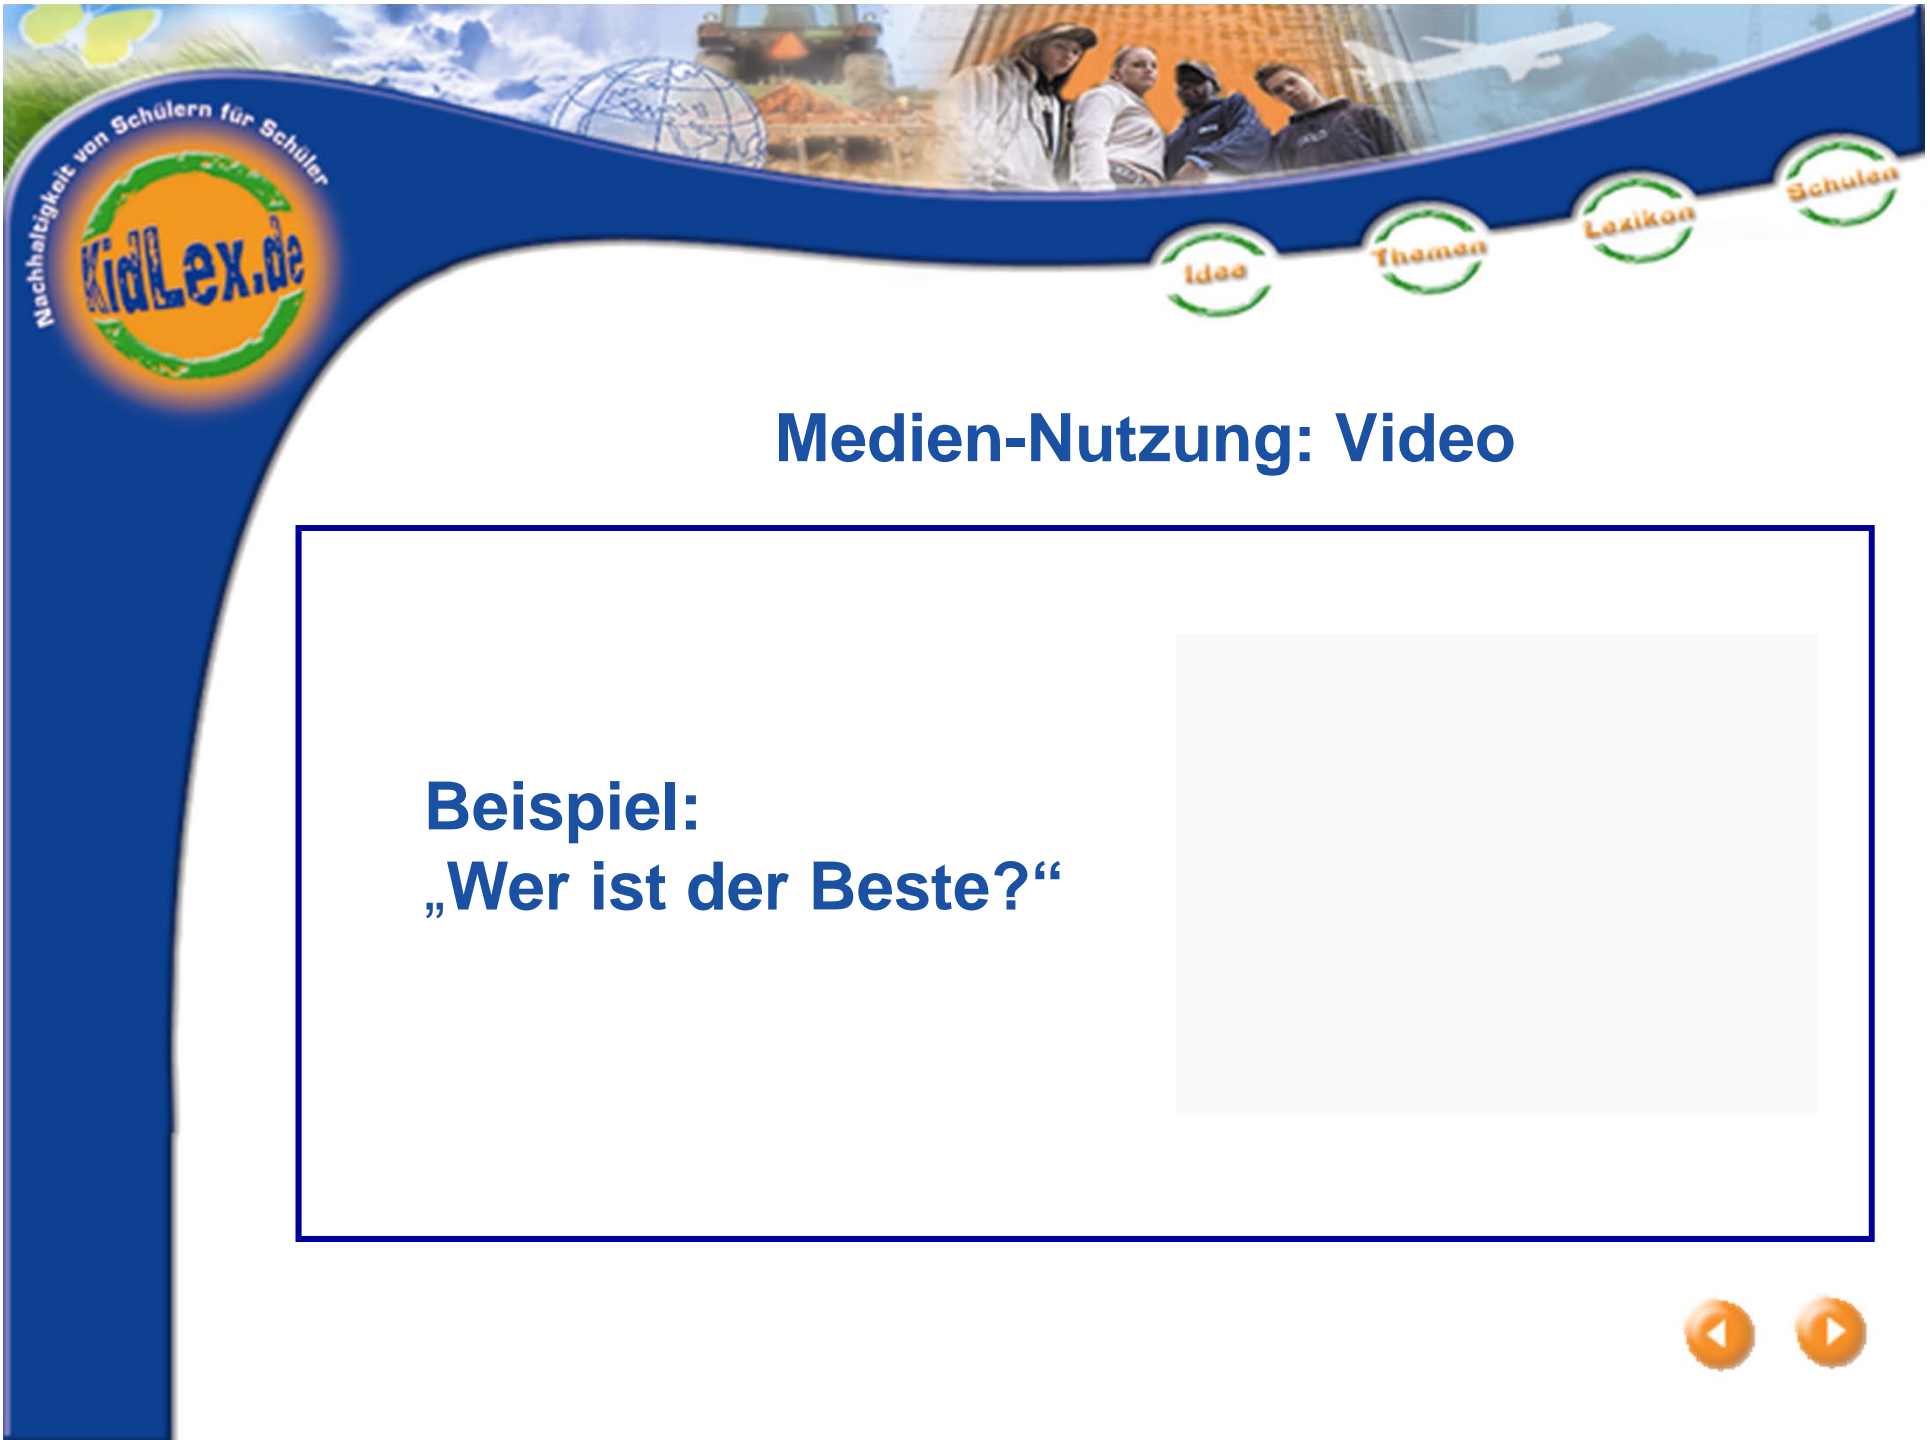 Nachhaltigkeit von Schülern für Schüler
KidLex.de
Idee
Themen
Lexikon
Schulen
Medien-Nutzung: Video
Beispiel:
„Wer ist der Beste?“